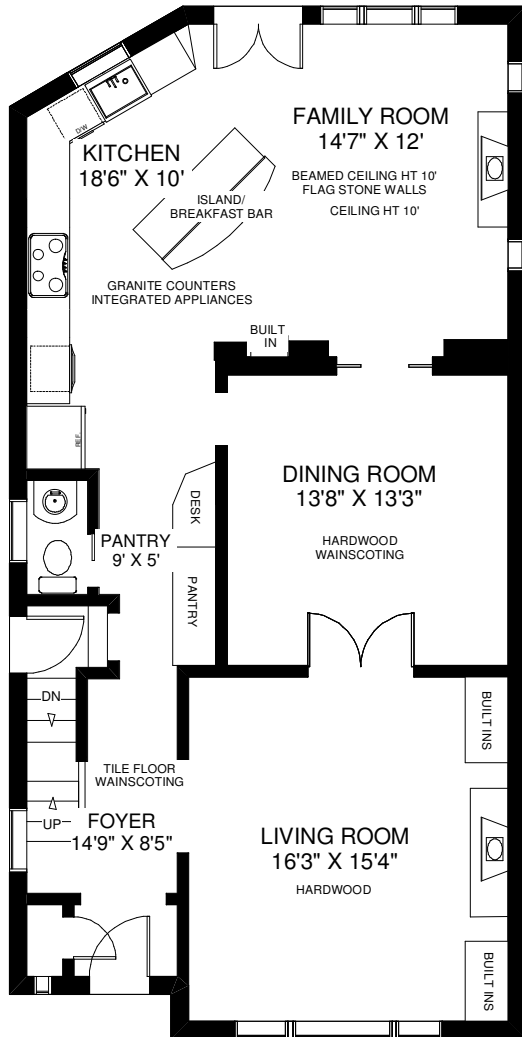 FAMILY ROOM
14'7" X 12'
BEAMED CEILING HT 10'
FLAG STONE WALLS
CEILING HT 10'
D/W
KITCHEN
18'6" X 10'
ISLAND/
BREAKFAST BAR
GRANITE COUNTERS
INTEGRATED APPLIANCES
BUILT
IN
REF.
DINING ROOM
13'8" X 13'3"
HARDWOOD
WAINSCOTING
DESK
PANTRY
9' X 5'
PANTRY
DN
TILE FLOOR
WAINSCOTING
UP
FOYER
14'9" X 8'5"
BUILT INS
LIVING ROOM
16'3" X 15'4"
HARDWOOD
BUILT INS